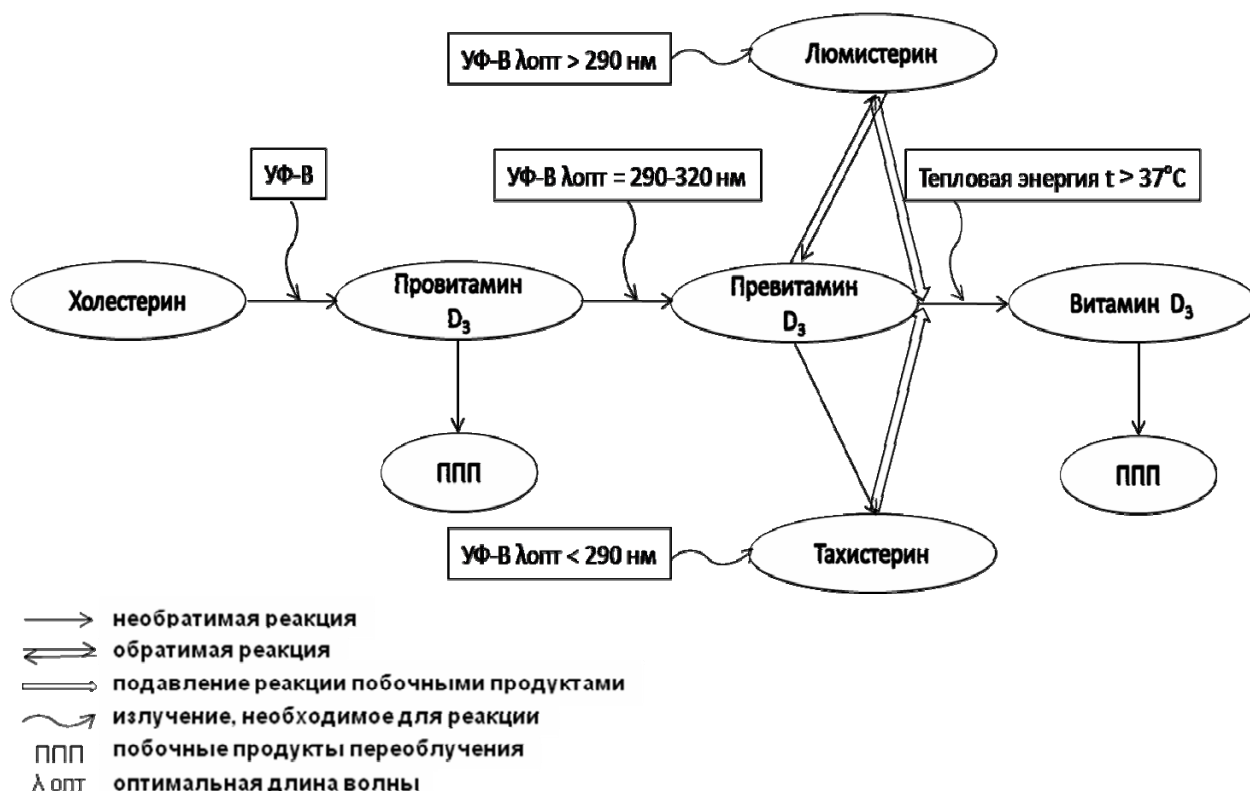 УФ-В λопт > 290 нм
Люмистерин
УФ-В
УФ-В λопт = 290-320 нм
Тепловая энергия t > 37°C
Холестерин
Провитамин
D₃
Превитамин
D₃
Витамин D₃
ППП
ППП
УФ-В λопт < 290 нм
Тахистерин
необратимая реакция
обратимая реакция
подавление реакции побочными продуктами
излучение, необходимое для реакции
ППП побочные продукты переоблучения
λ опт оптимальная длина волны